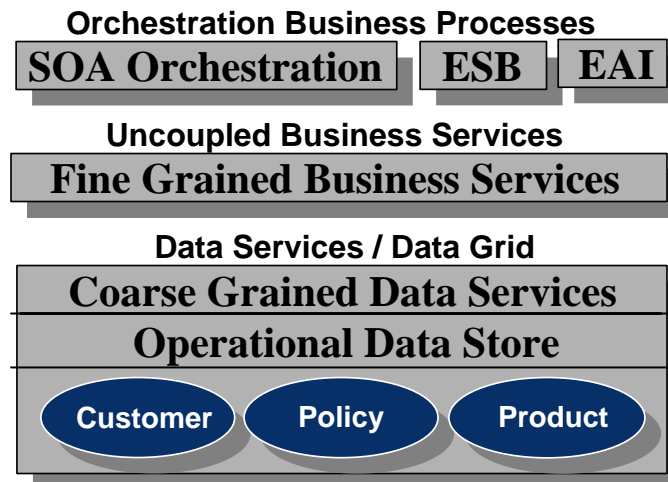 Orchestration Business Processes
SOA Orchestration ESB EAI
Uncoupled Business Services
Fine Grained Business Services
Data Services / Data Grid
Coarse Grained Data Services
Operational Data Store
Customer Policy Product